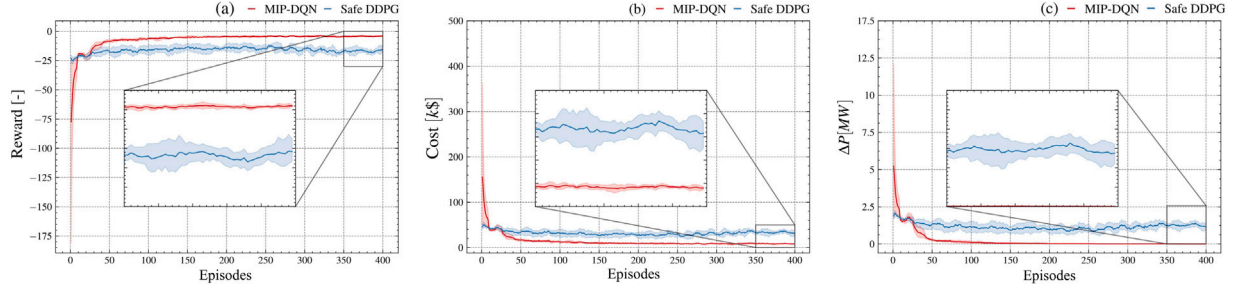 (a)
MIP-DQN
Safe DDPG
Reward [-]
0
−25
−50
−75
−100
−125
−150
−175
0 50 100 150 200 250 300 350 400
Episodes
(b)
MIP-DQN
Safe DDPG
Cost [k$]
500
400
300
200
100
0
0 50 100 150 200 250 300 350 400
Episodes
(c)
MIP-DQN
Safe DDPG
ΔP[MW]
15.0
12.5
10.0
7.5
5.0
2.5
0.0
0 50 100 150 200 250 300 350 400
Episodes